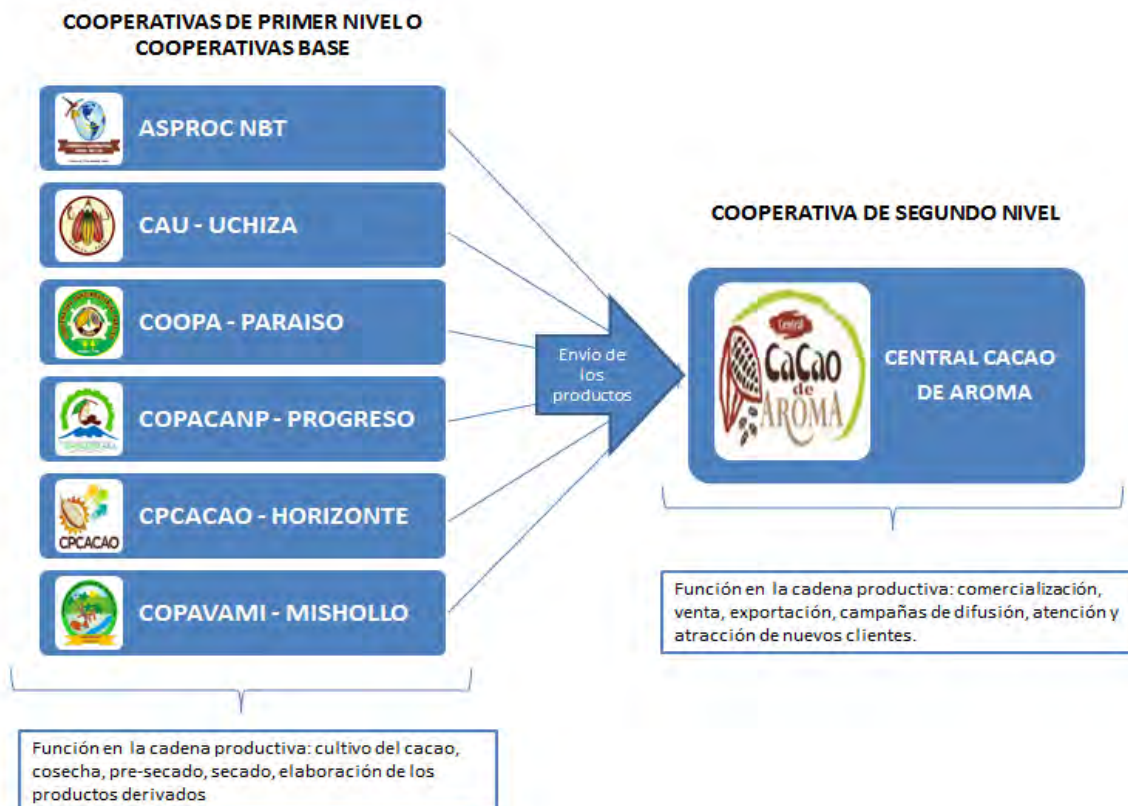 COOPERATIVAS DE PRIMER NIVEL O
COOPERATIVAS BASE
ASPROC NBT
CAU - UCHIZA
COOPA - PARAISO
COPACANP - PROGRESO
CPCACAO
CPCACAO - HORIZONTE
COPAVAMI - MISHOLLO
Función en la cadena productiva: cultivo del cacao,
cosecha, pre-secado, secado, elaboración de los
productos derivados
Envío de
los
productos
COOPERATIVA DE SEGUNDO NIVEL
Central
CaCao
de
AROMA
CENTRAL CACAO
DE AROMA
Función en la cadena productiva: comercialización,
venta, exportación, campañas de difusión, atención y
atracción de nuevos clientes.